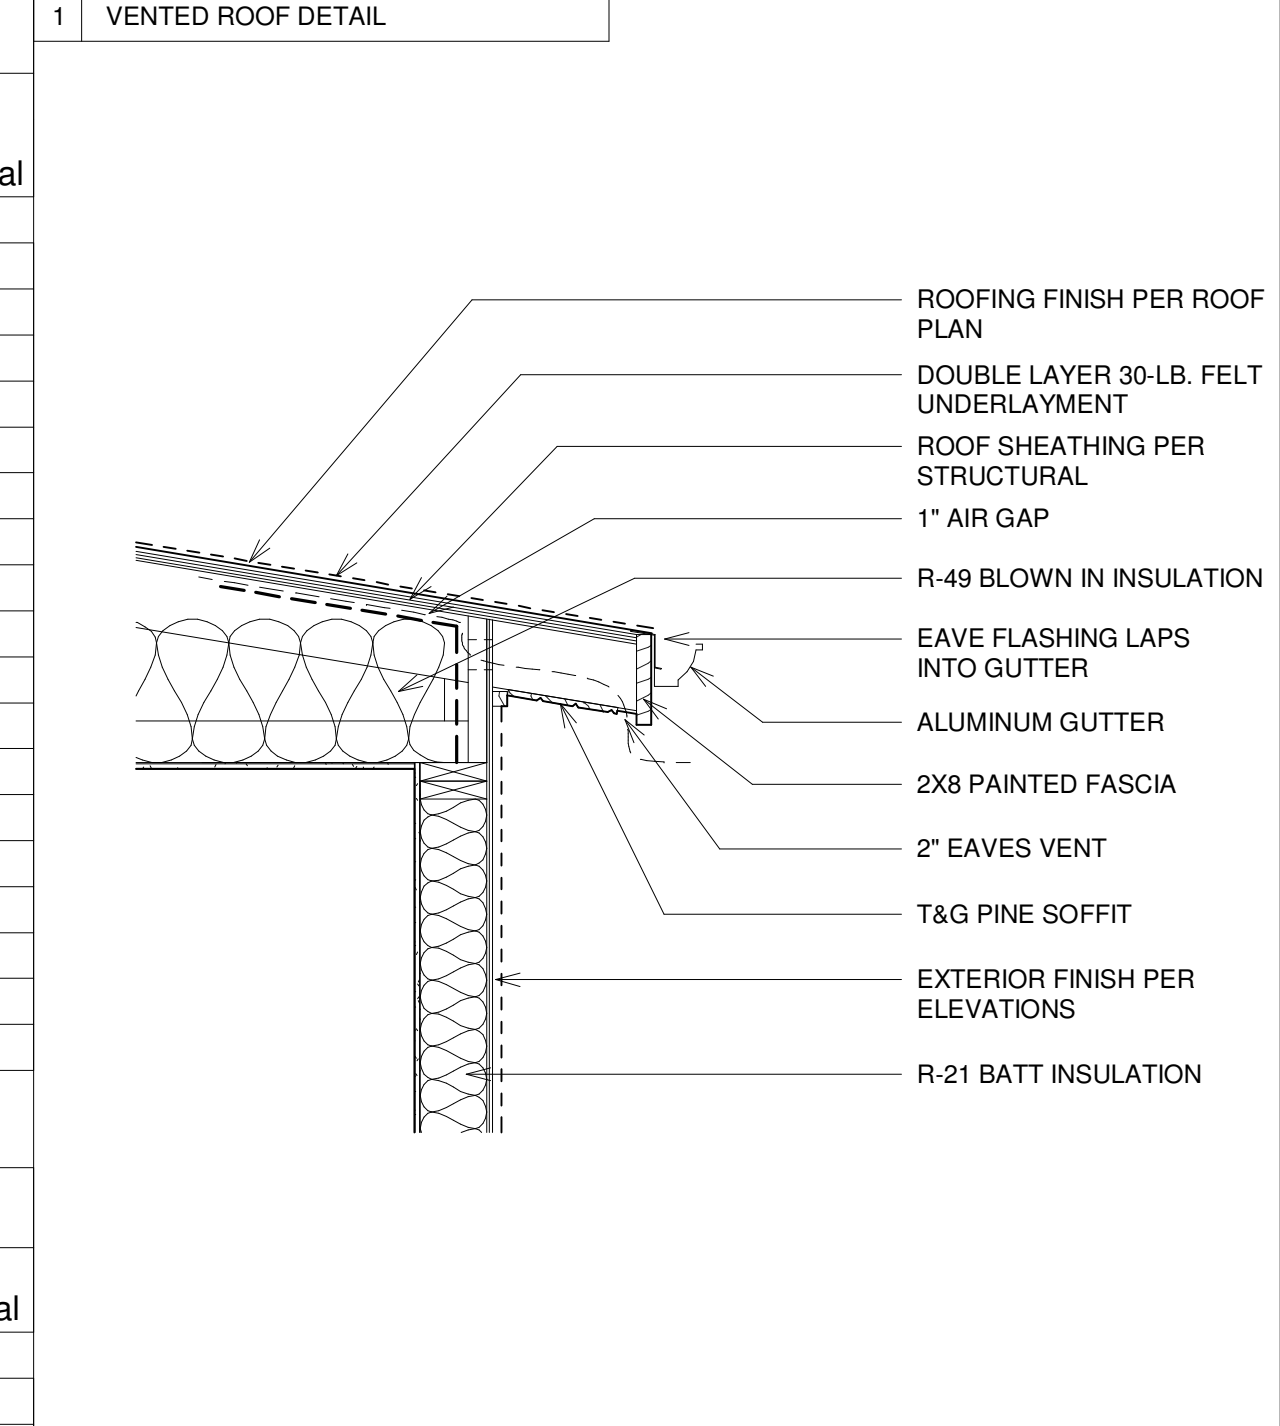 1 VENTED ROOF DETAIL
al
ROOFING FINISH PER ROOF
PLAN
DOUBLE LAYER 30-LB. FELT
UNDERLAYMENT
ROOF SHEATHING PER
STRUCTURAL
1" AIR GAP
R-49 BLOWN IN INSULATION
EAVE FLASHING LAPS
INTO GUTTER
ALUMINUM GUTTER
2X8 PAINTED FASCIA
2" EAVES VENT
T&G PINE SOFFIT
EXTERIOR FINISH PER
ELEVATIONS
R-21 BATT INSULATION
al